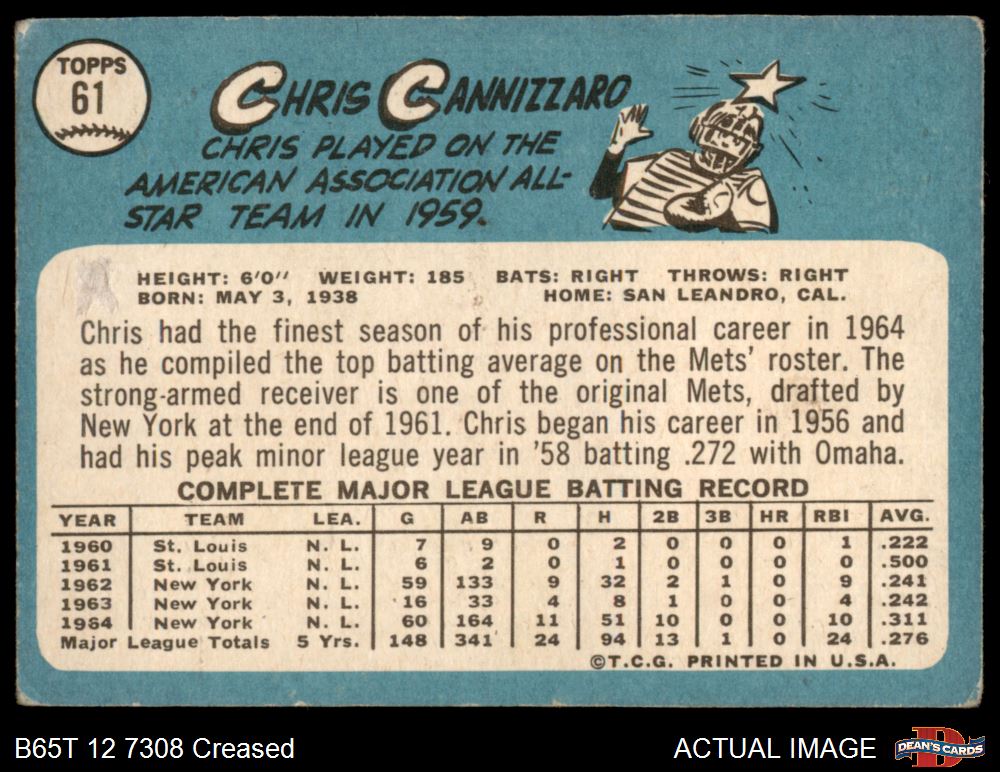 TOPPS
61
CHRIS CANNIZZARO
CHRIS PLAYED ON THE
AMERICAN ASSOCIATION ALL-
STAR TEAM IN 1959.
HEIGHT: 6'0" WEIGHT: 185 BATS: RIGHT THROWS: RIGHT
BORN: MAY 3, 1938 HOME: SAN LEANDRO, CAL.
Chris had the finest season of his professional career in 1964
as he compiled the top batting average on the Mets' roster. The
strong-armed receiver is one of the original Mets, drafted by
New York at the end of 1961. Chris began his career in 1956 and
had his peak minor league year in '58 batting .272 with Omaha.
COMPLETE MAJOR LEAGUE BATTING RECORD
YEAR TEAM LEA. G AB R H 2B 3B HR RBI AVG.
1960 St. Louis N. L. 7 9 0 2 0 0 0 1 .222
1961 St. Louis N. L. 6 2 0 1 0 0 0 0 .500
1962 New York N. L. 59 133 9 32 2 1 0 9 .241
1963 New York N. L. 16 33 4 8 1 0 0 4 .242
1964 New York N. L. 60 164 11 51 10 0 0 10 .311
Major League Totals 5 Yrs. 148 341 24 94 13 1 0 24 .276
©T.C.G. PRINTED IN U.S.A.
B65T 12 7308 Creased
ACTUAL IMAGE
DEAN'S CARDS